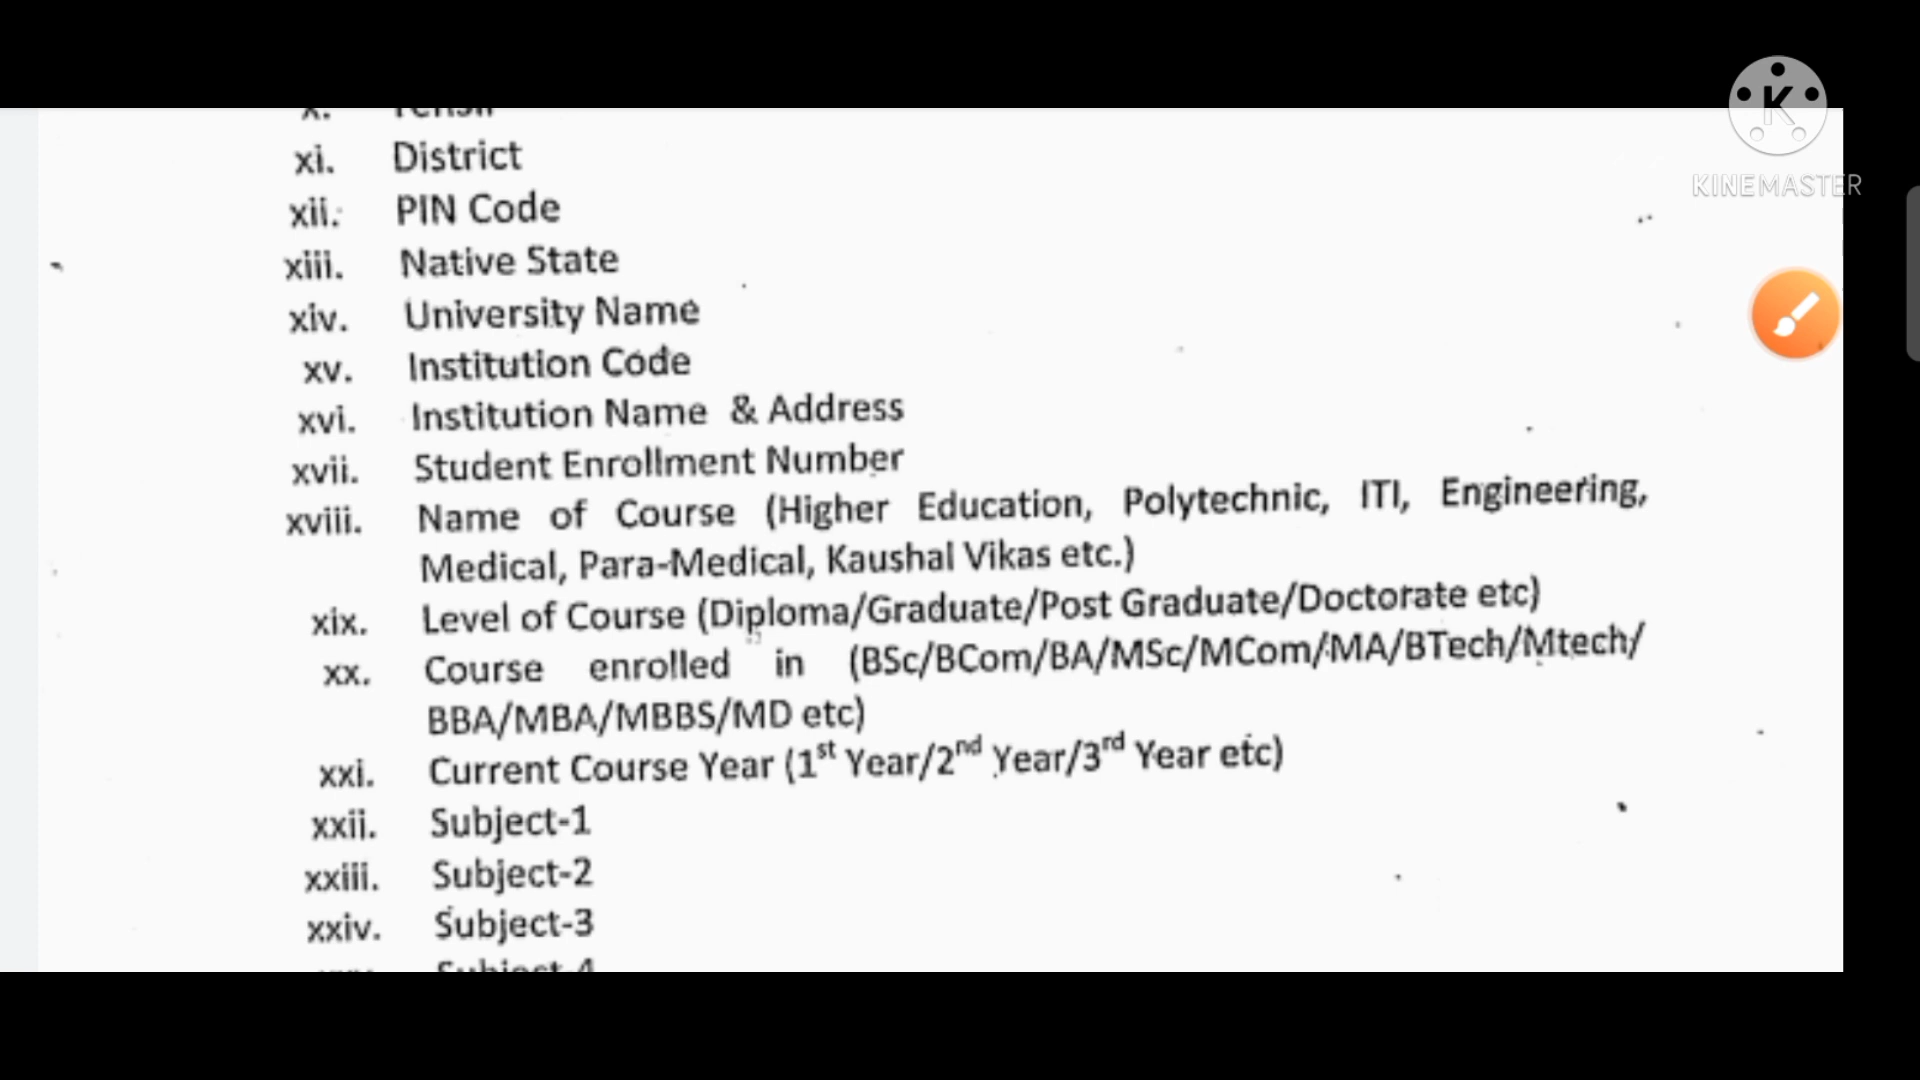 xi. District
xii. PIN Code
xiii. Native State
xiv. University Name
xv. Institution Code
xvi. Institution Name & Address
xvii. Student Enrollment Number
xviii. Name of Course (Higher Education, Polytechnic, ITI, Engineering,
Medical, Para-Medical, Kaushal Vikas etc.)
xix. Level of Course (Diploma/Graduate/Post Graduate/Doctorate etc)
xx. Course enrolled in (BSc/BCom/BA/MSc/MCom/MA/BTech/Mtech/
BBA/MBA/MBBS/MD etc)
xxi. Current Course Year (1st Year/2nd Year/3rd Year etc)
xxii. Subject-1
xxiii. Subject-2
xxiv. Subject-3
Subject-4
K
KINEMASTER